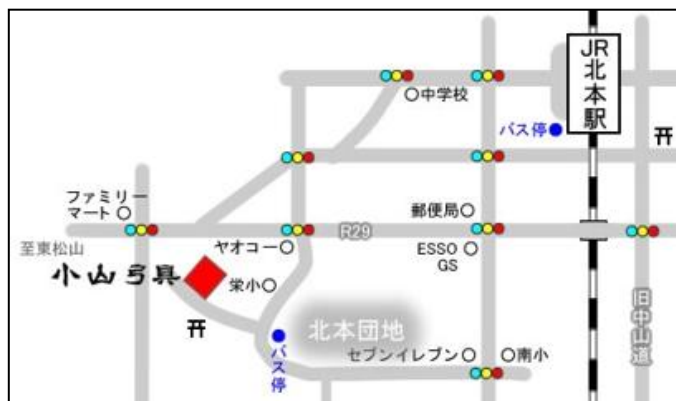 JR北本駅
中学校
バス停
ファミリー
マート
郵便局
R29
至東松山
ヤオコー
ESSO
GS
小山弓具
栄小
旧中山道
北本団地
バス停
セブンイレブン
南小